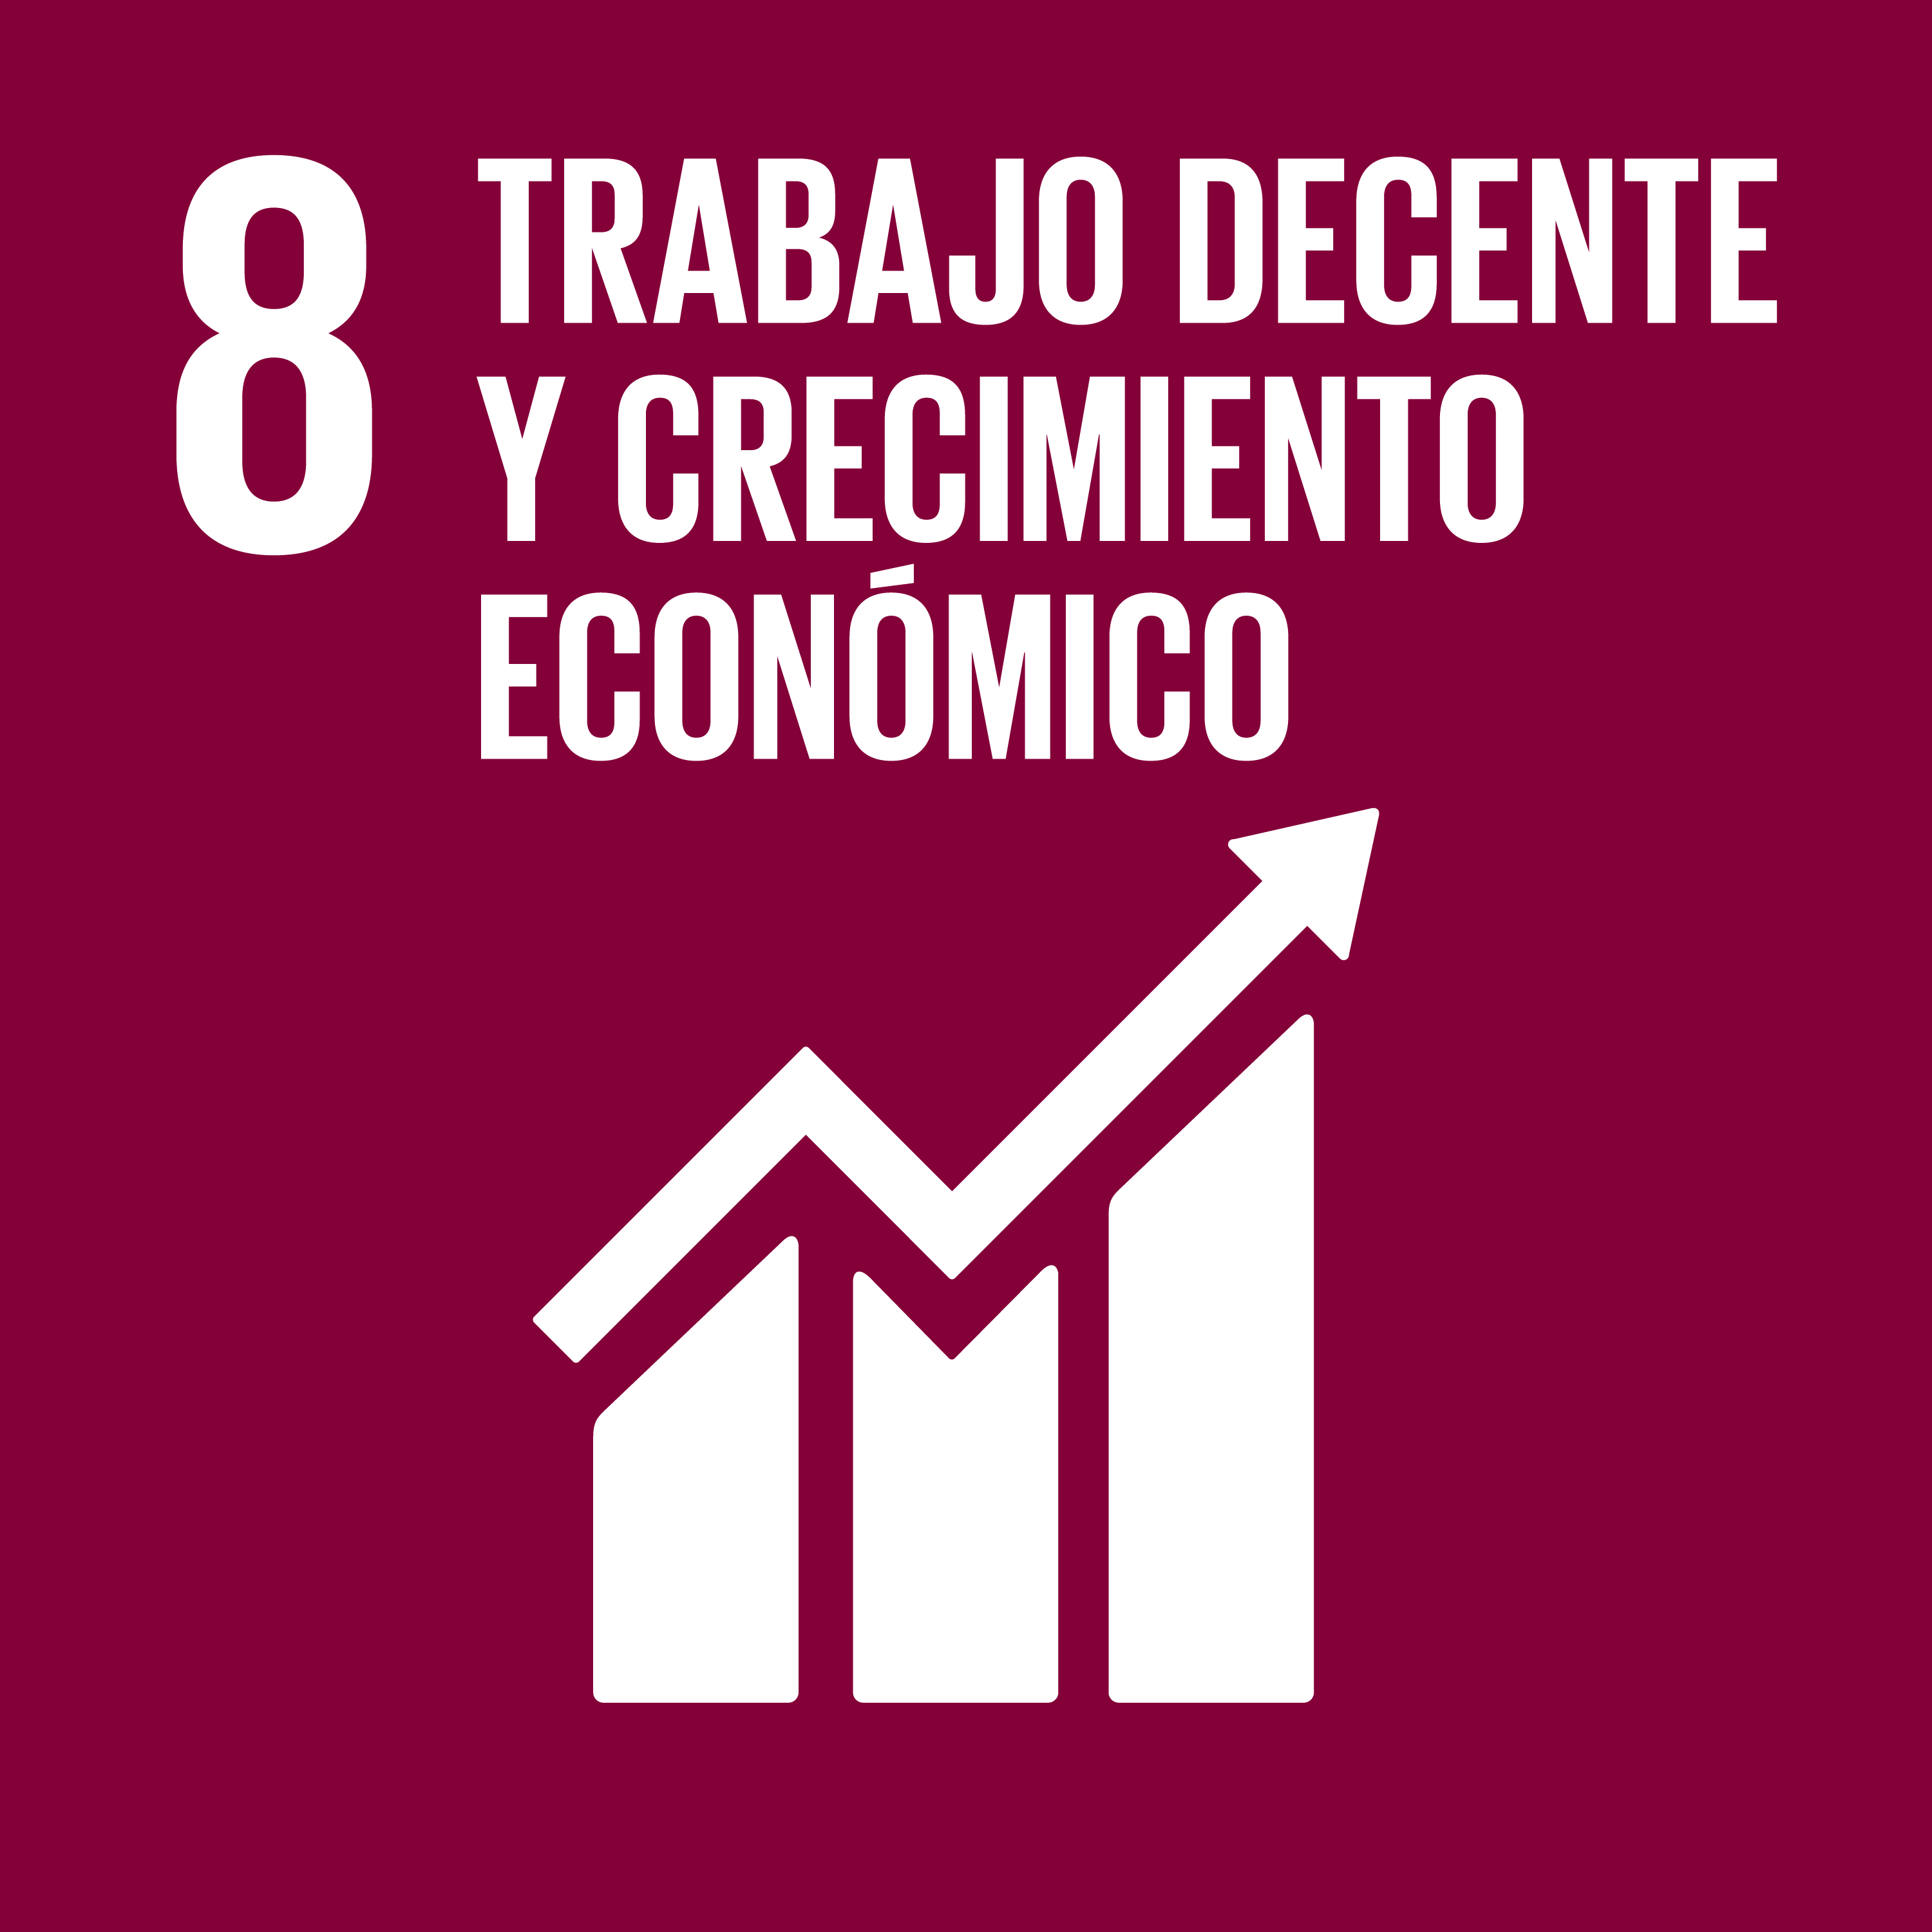 8
TRABAJO DECENTE
Y CRECIMIENTO
ECONÓMICO